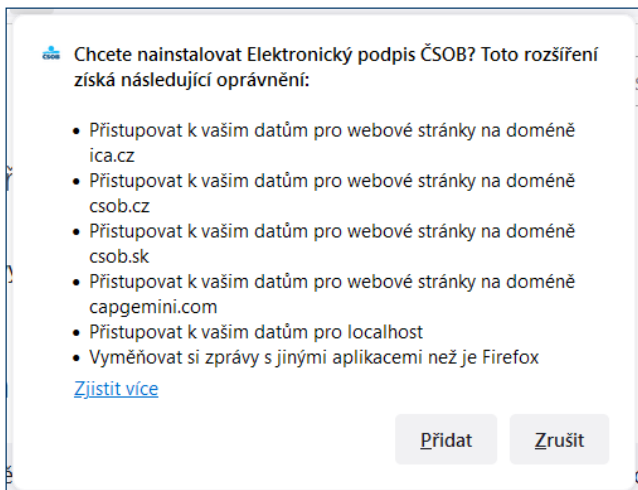 ČSOB
Chcete nainstalovat Elektronický podpis ČSOB? Toto rozšíření
získá následující oprávnění:
• Přistupovat k vašim datům pro webové stránky na doméně
ica.cz
• Přistupovat k vašim datům pro webové stránky na doméně
csob.cz
• Přistupovat k vašim datům pro webové stránky na doméně
csob.sk
• Přistupovat k vašim datům pro webové stránky na doméně
capgemini.com
• Přistupovat k vašim datům pro localhost
• Vyměňovat si zprávy s jinými aplikacemi než je Firefox
Zjistit více
Přidat Zrušit